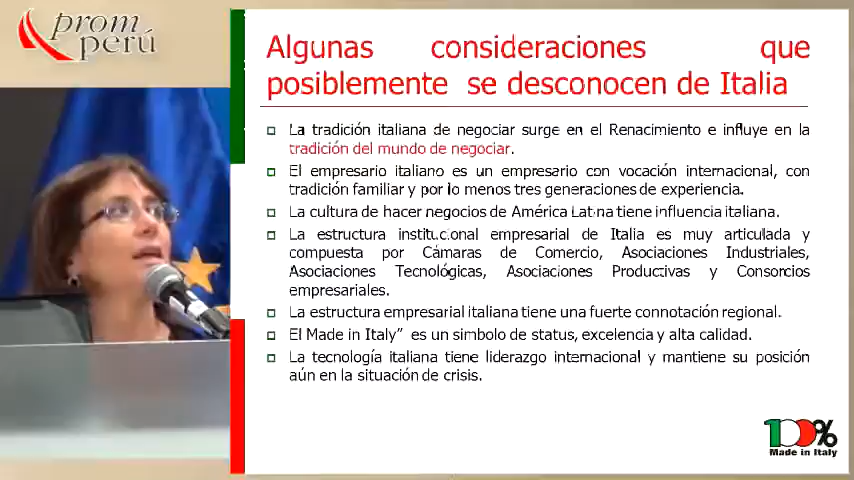 prom
perú
Algunas consideraciones que
posiblemente se desconocen de Italia
La tradición italiana de negociar surge en el Renacimiento e influye en la
tradición del mundo de negociar.
El empresario italiano es un empresario con vocación internacional, con
tradición familiar y por lo menos tres generaciones de experiencia.
La cultura de hacer negocios de América Latina tiene influencia italiana.
La estructura institucional empresarial de Italia es muy articulada y
compuesta por Cámaras de Comercio, Asociaciones Industriales,
Asociaciones Tecnológicas, Asociaciones Productivas y Consorcios
empresariales.
La estructura empresarial italiana tiene una fuerte connotación regional.
El Made in Italy” es un simbolo de status, excelencia y alta calidad.
La tecnología italiana tiene liderazgo internacional y mantiene su posición
aún en la situación de crisis.
100%
Made in Italy